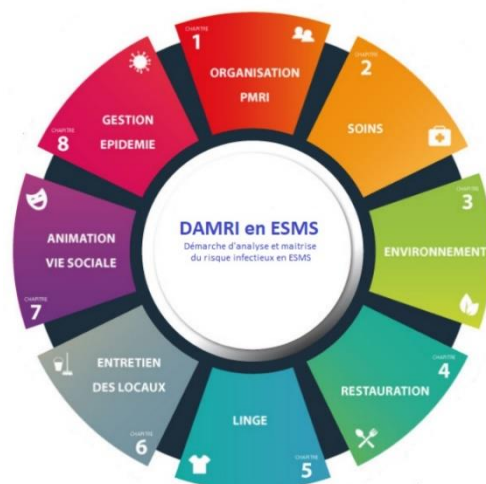 CHAPITRE
1
ORGANISATION
PMRI
CHAPITRE
2
SOINS
CHAPITRE
3
ENVIRONNEMENT
CHAPITRE
4
RESTAURATION
LINGE
CHAPITRE
5
ENTRETIEN
DES LOCAUX
CHAPITRE
6
ANIMATION
VIE SOCIALE
CHAPITRE
7
GESTION
EPIDEMIE
CHAPITRE
8
DAMRI en ESMS
Démarche d'analyse et maitrise
du risque infectieux en ESMS